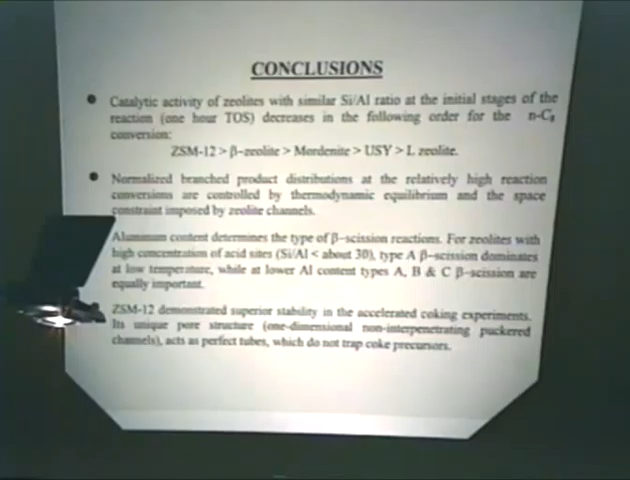 CONCLUSIONS
● Catalytic activity of zeolites with similar Si/Al ratio at the initial stages of the
reaction (one hour TOS) decreases in the following order for the n-C₈
conversion:
ZSM-12 > β-zeolite > Mordenite > USY > L zeolite.
● Normalized branched product distributions at the relatively high reaction
conversions are controlled by thermodynamic equilibrium and the space
constraint imposed by zeolite channels.
Aluminum content determines the type of β-scission reactions. For zeolites with
high concentration of acid sites (Si/Al < about 30), type A β-scission dominates
at low temperature, while at lower Al content types A, B & C β-scission are
equally important.
ZSM-12 demonstrated superior stability in the accelerated coking experiments.
Its unique pore structure (one-dimensional non-interpenetrating puckered
channels), acts as perfect tubes, which do not trap coke precursors.